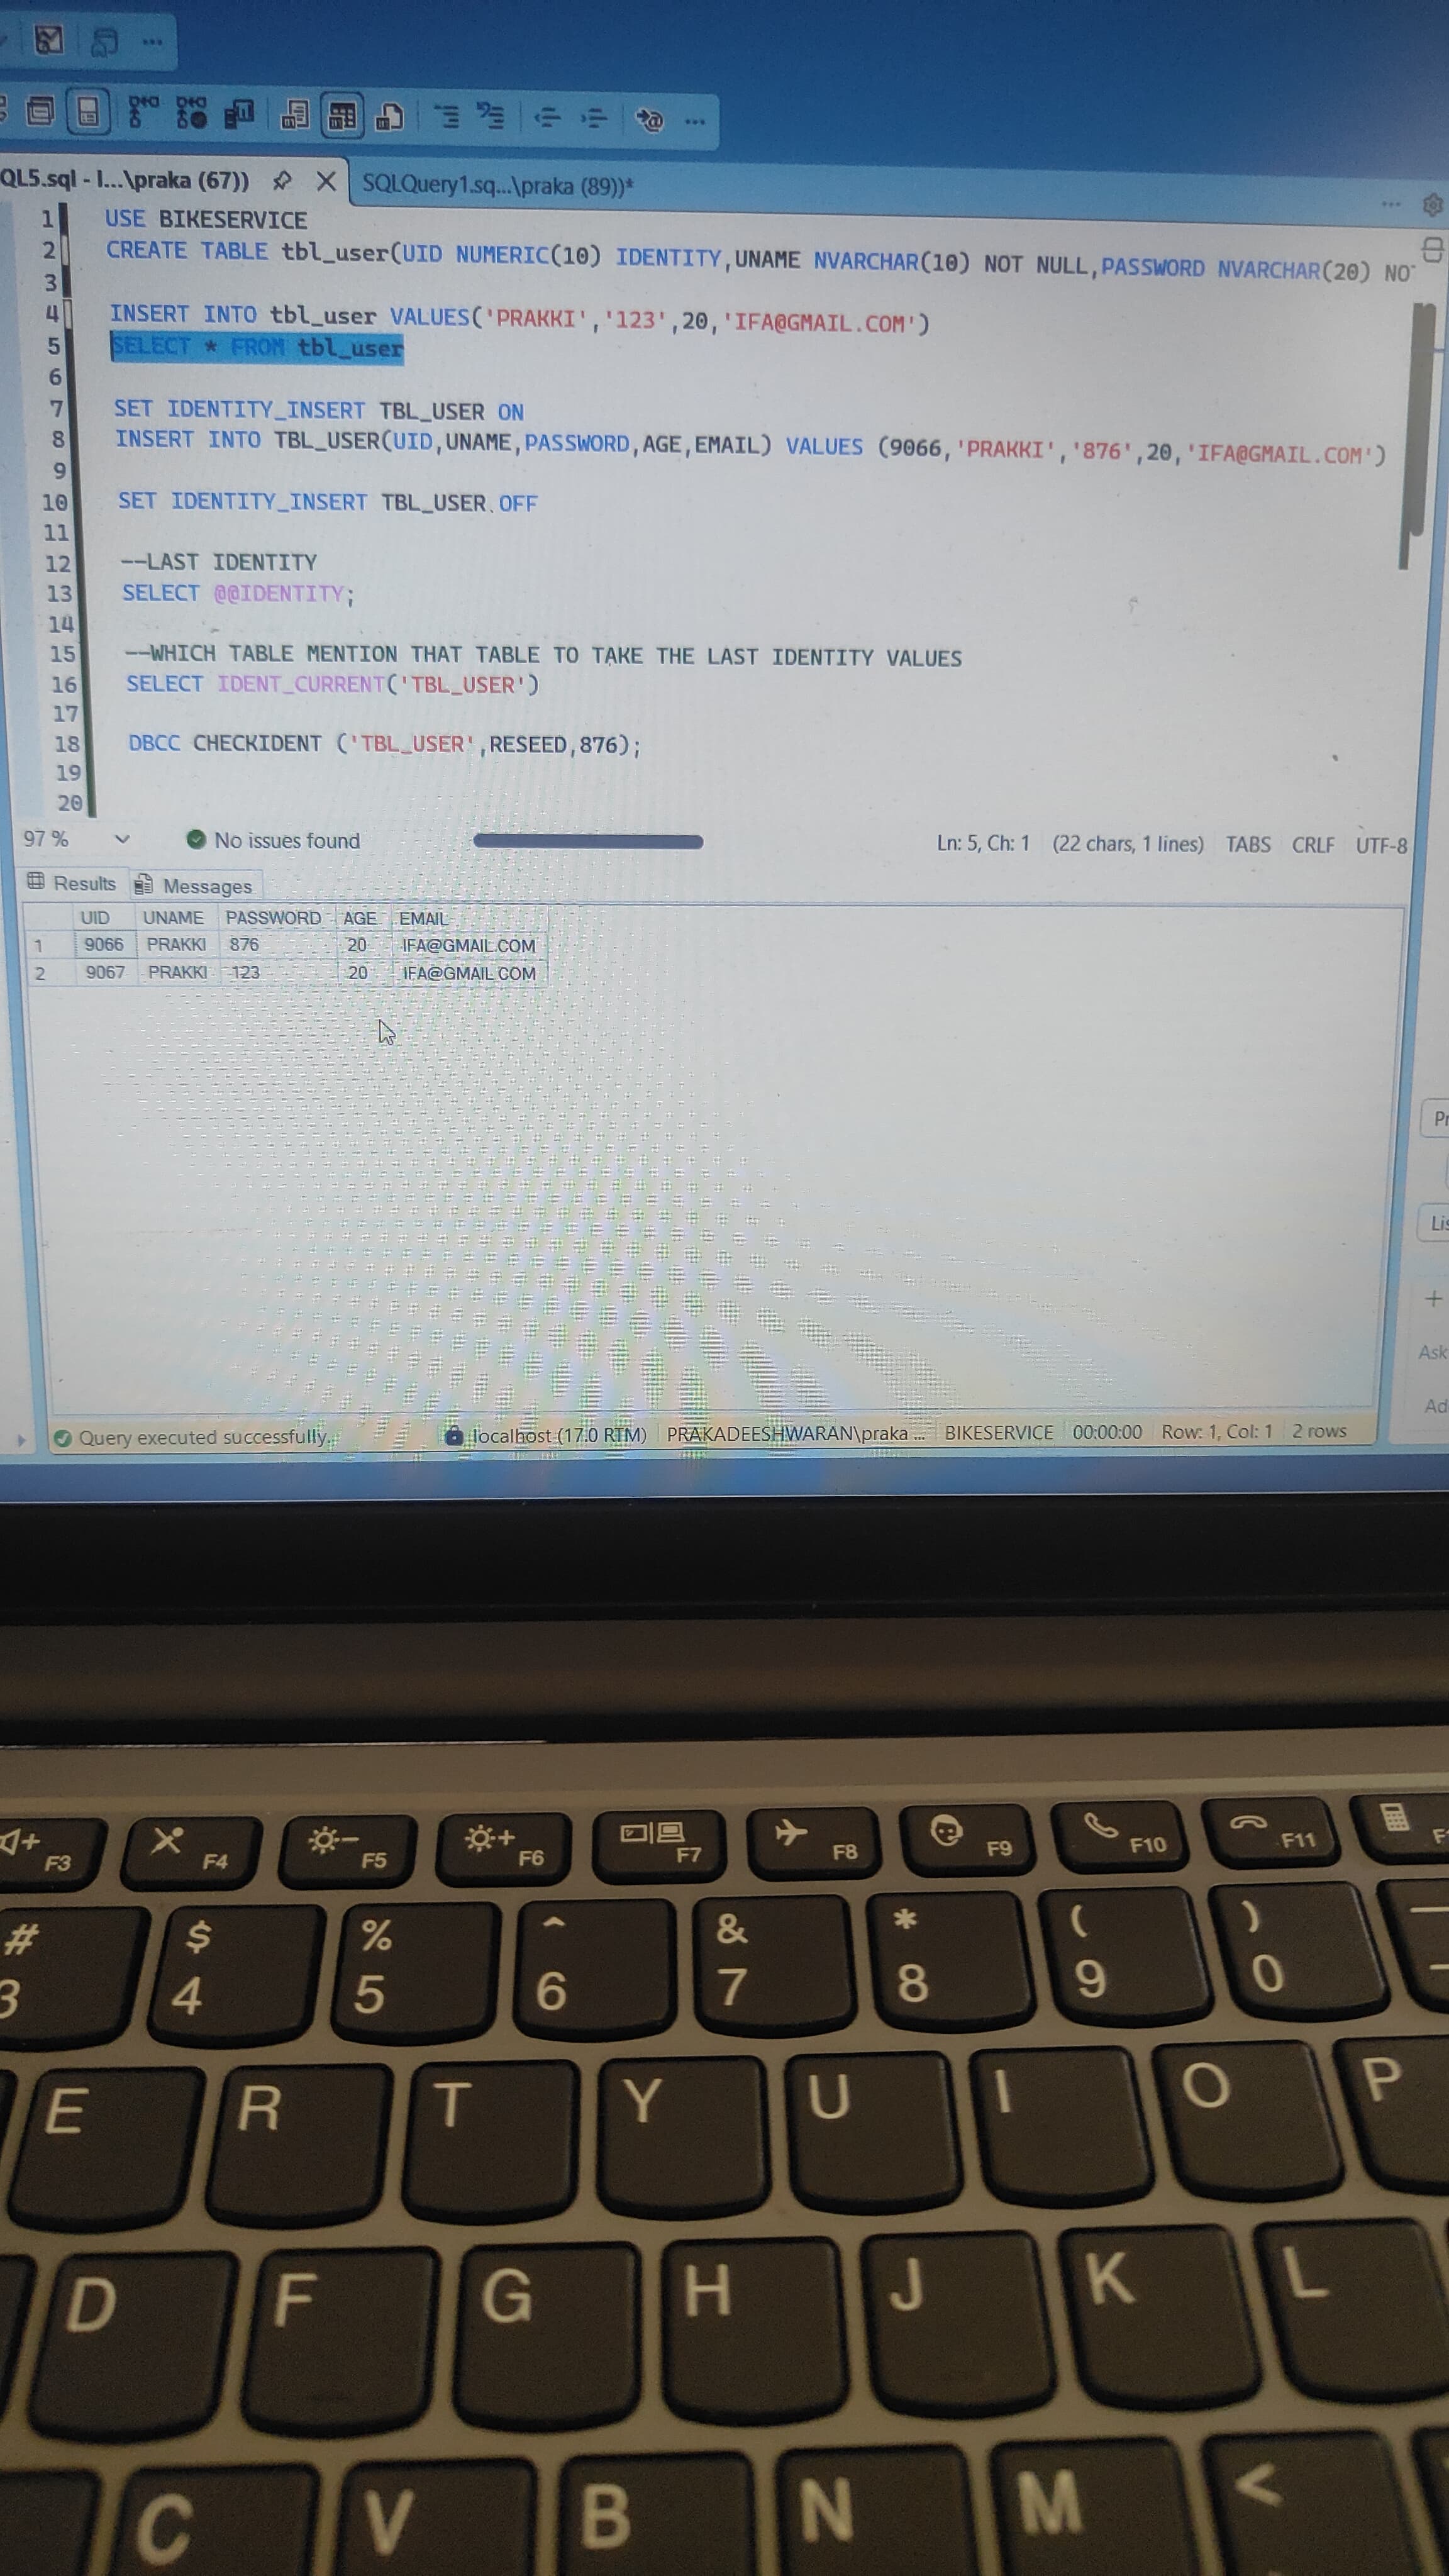 QL5.sql - l...\praka (67)) SQLQuery1.sq...\praka (89))*
1 USE BIKESERVICE
2 CREATE TABLE tbl_user(UID NUMERIC(10) IDENTITY,UNAME NVARCHAR(10) NOT NULL,PASSWORD NVARCHAR(20) NO
3
4 INSERT INTO tbl_user VALUES('PRAKKI','123',20,'IFA@GMAIL.COM')
5 SELECT * FROM tbl_user
6
7 SET IDENTITY_INSERT TBL_USER ON
8 INSERT INTO TBL_USER(UID,UNAME,PASSWORD,AGE,EMAIL) VALUES (9066,'PRAKKI','876',20,'IFA@GMAIL.COM')
9
10 SET IDENTITY_INSERT TBL_USER OFF
11
12 --LAST IDENTITY
13 SELECT @@IDENTITY;
14
15 --WHICH TABLE MENTION THAT TABLE TO TAKE THE LAST IDENTITY VALUES
16 SELECT IDENT_CURRENT('TBL_USER')
17
18 DBCC CHECKIDENT ('TBL_USER',RESEED,876);
19
20
97 % No issues found Ln: 5, Ch: 1 (22 chars, 1 lines) TABS CRLF UTF-8
Results Messages
UID UNAME PASSWORD AGE EMAIL
1 9066 PRAKKI 876 20 IFA@GMAIL.COM
2 9067 PRAKKI 123 20 IFA@GMAIL.COM
Pr
Lis
+
Ask
Ad
Query executed successfully. localhost (17.0 RTM) PRAKADEESHWARAN\praka ... BIKESERVICE 00:00:00 Row: 1, Col: 1 2 rows
F3 F4 F5 F6 F7 F8 F9 F10 F11 F
# $ % ^ & * ( )
3 4 5 6 7 8 9 0
E R T Y U I O P
D F G H J K L
C V B N M <